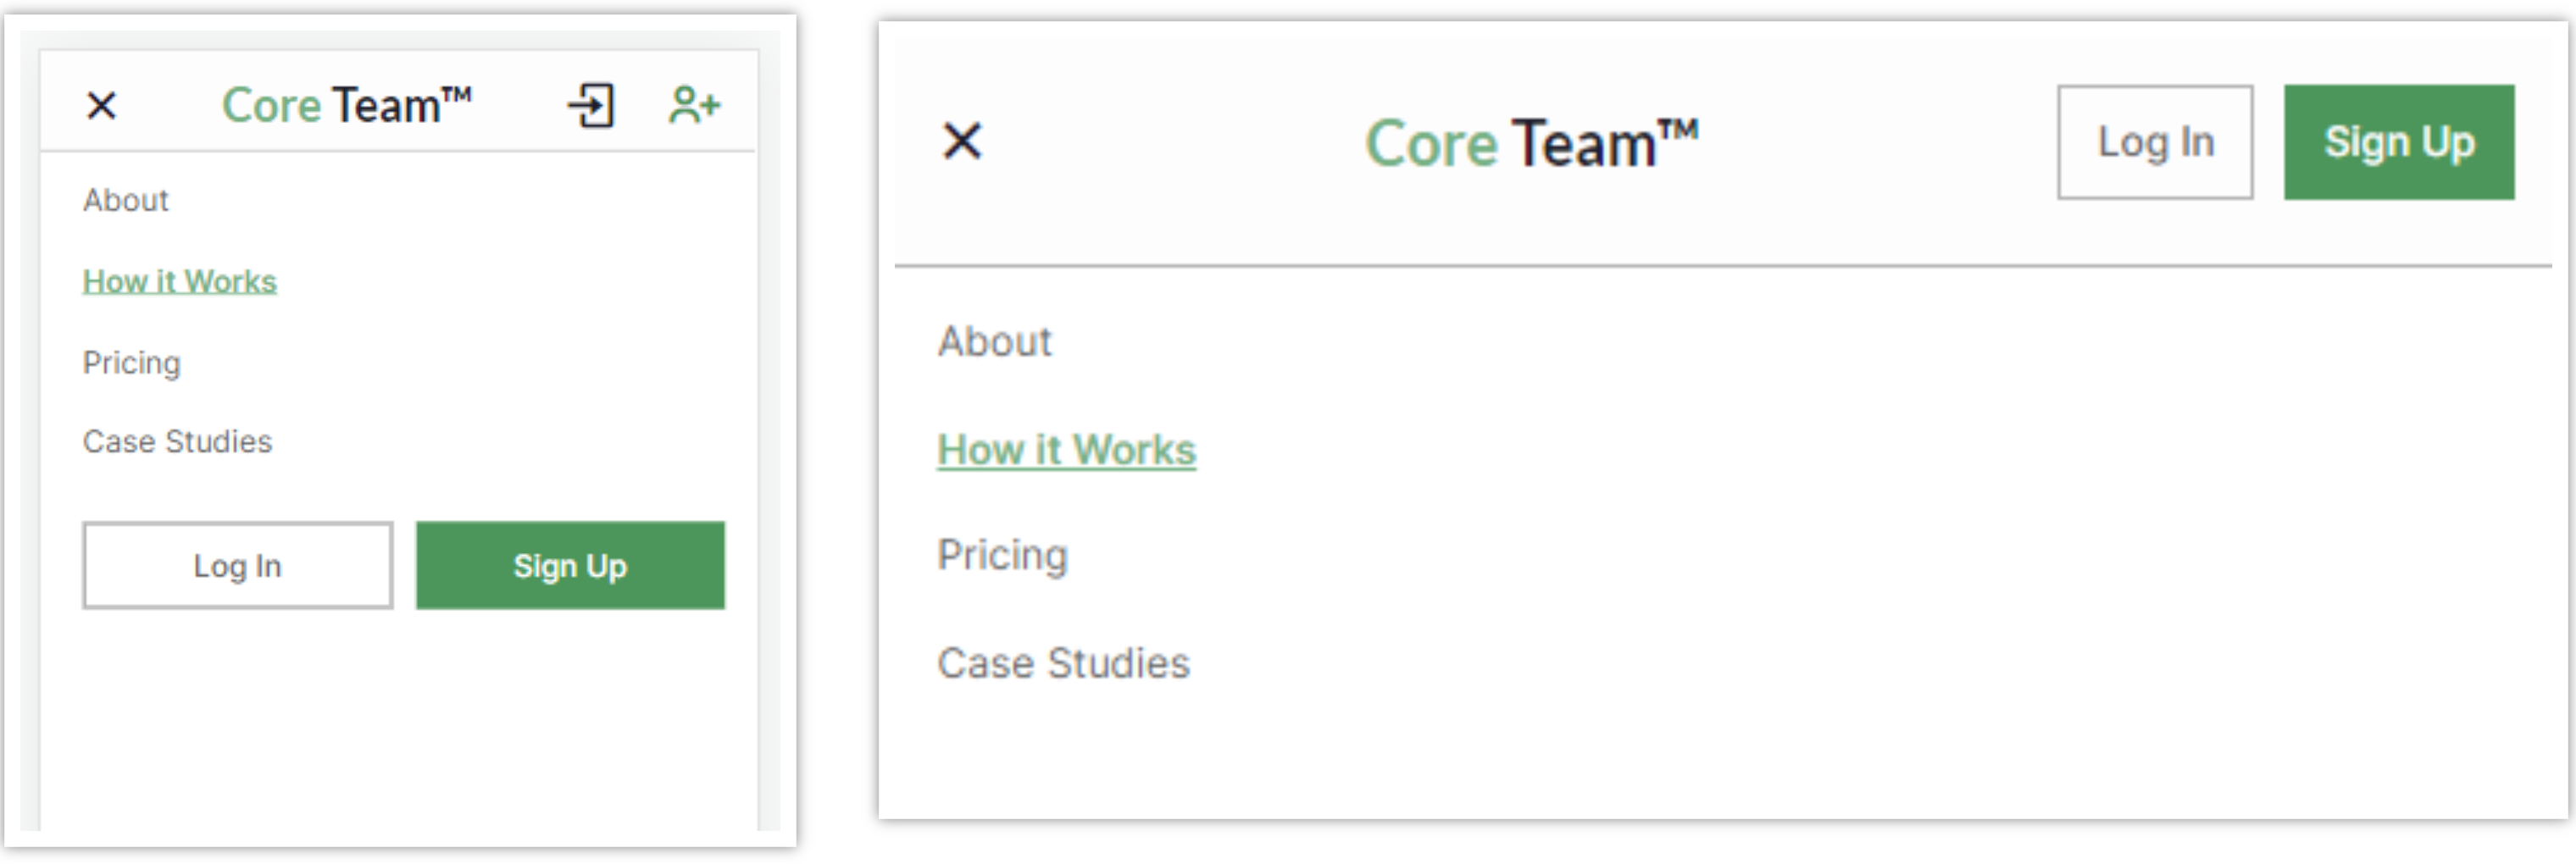 Core Team™
About
How it Works
Pricing
Case Studies
Log In Sign Up
Core Team™ Log In Sign Up
About
How it Works
Pricing
Case Studies